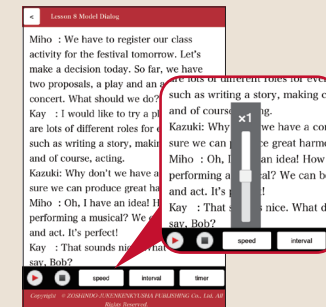 <
Lesson 8 Model Dialog
Miho : We have to register our class
activity for the festival tomorrow. Let's
make a decision today. So far, we have
two proposals, a play and an a
concert. What should we do?
Kay : I would like to try a pl
are lots of different roles for e
such as writing a story, makin
and of course, acting.
Kazuki: Why don't we have a
sure we can produce great ha
Miho : Oh, I have an idea! H
performing a musical? We c
and act. It's perfect!
Kay : That sounds nic What
say, Bob?
speed
interval
timer
Copyright © ZOSHINDO JUKENKENKYUSHA PUBLISHING Co., Ltd. All
Rights Reserved.
are lots of different roles for eve
such as writing a story, making c
and of cours ng.
Kazuki: Why we have a con
sure we can p ce great harmo
Miho : Oh, I an idea! How
performing a al? We can b
and act. It's p t!
Kay : That s s nice. What d
say, Bob?
×1
speed
interval